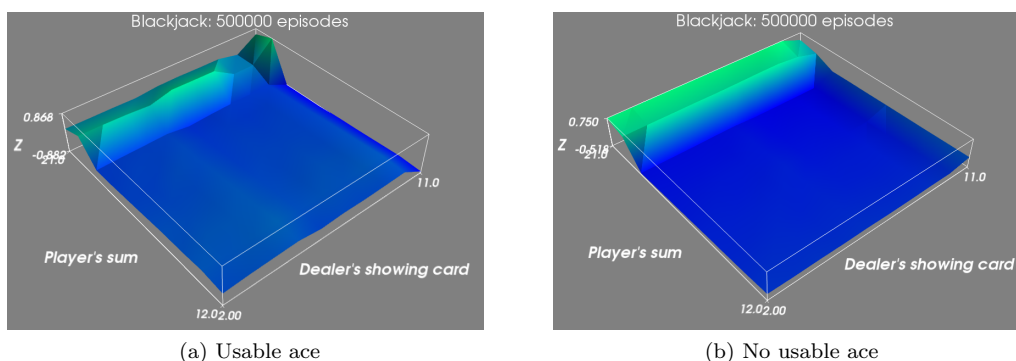 Blackjack: 500000 episodes
0.868
Z
-0.882
21.0
11.0
Player's sum
Dealer's showing card
12.0
2.00
(a) Usable ace
Blackjack: 500000 episodes
0.750
Z
-0.518
21.0
11.0
Player's sum
Dealer's showing card
12.0
2.00
(b) No usable ace